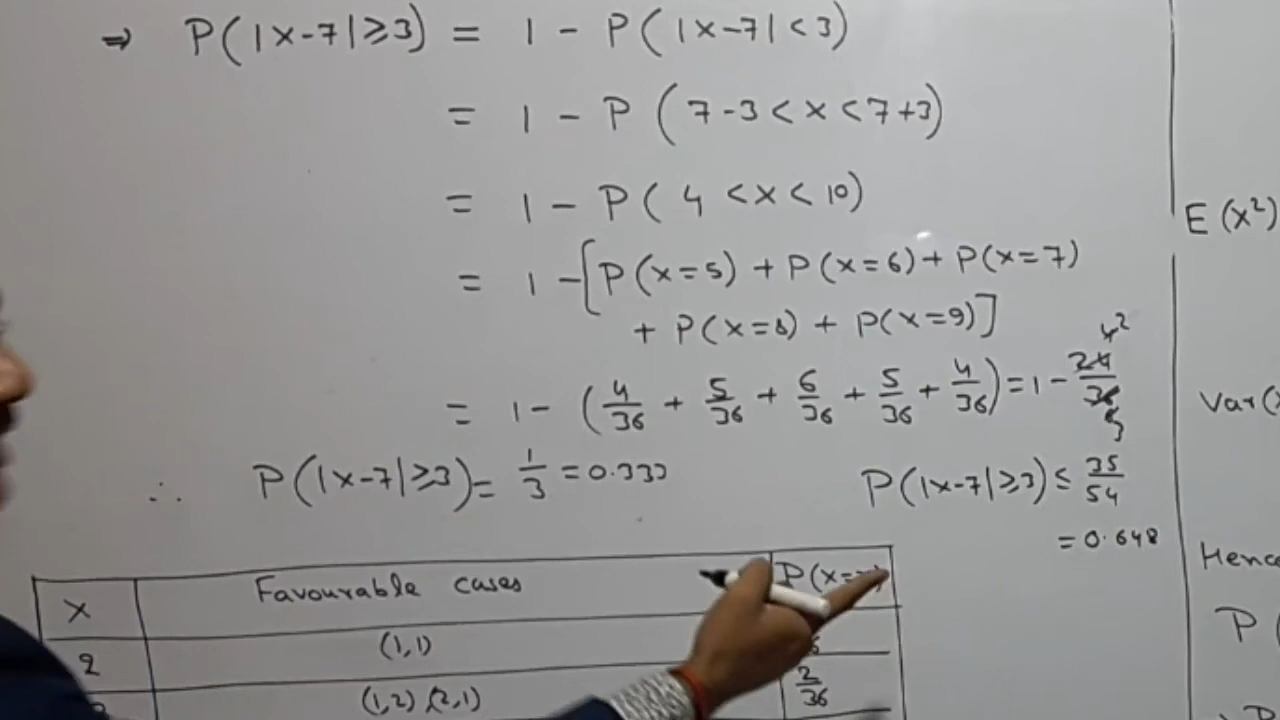 ⇒ P(|x-7|≥3) = 1 - P(|x-7|<3)
= 1 - P(7-3<x<7+3)
= 1 - P(4<x<10)
= 1 - [P(x=5) + P(x=6) + P(x=7)
+ P(x=8) + P(x=9)]
= 1 - (4/36 + 5/36 + 6/36 + 5/36 + 4/36) = 1 - 24/36
∴ P(|x-7|≥3) = 1/3 = 0.333
P(|x-7|≥3) ≤ 35/54
= 0.648
X Favourable cases P(x=
2 (1,1)
(1,2) (2,1) 2/36
E(x²)
Var(
Hence
P